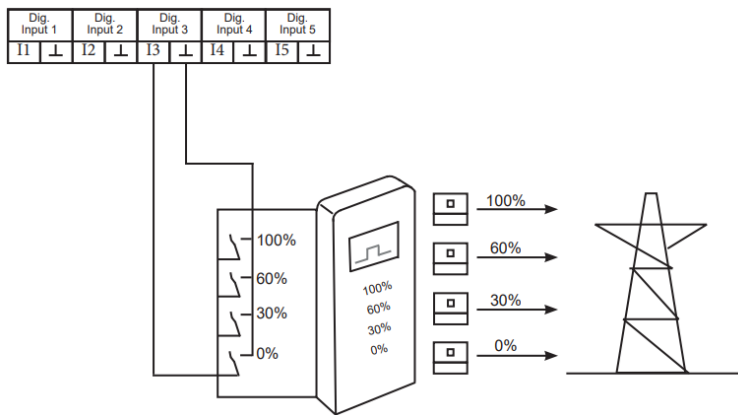 Dig. Input 1
Dig. Input 2
Dig. Input 3
Dig. Input 4
Dig. Input 5
I1 ⊥ I2 ⊥ I3 ⊥ I4 ⊥ I5 ⊥
100%
60%
30%
0%
100%
60%
30%
0%
100%
60%
30%
0%